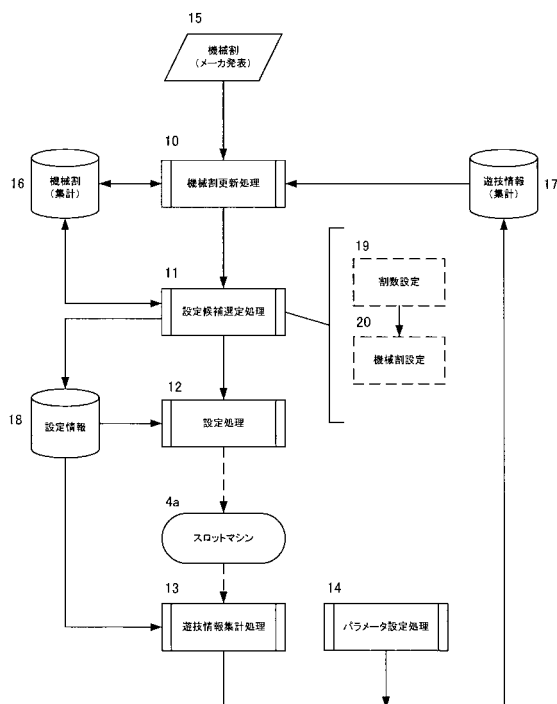 15
機械割
(メーカ発表)
10
機械割更新処理
16
機械割
(集計)
遊技情報
(集計)
17
11
設定候補選定処理
19
割数設定
20
機械割設定
12
設定処理
18
設定情報
4a
スロットマシン
13
遊技情報集計処理
14
パラメータ設定処理